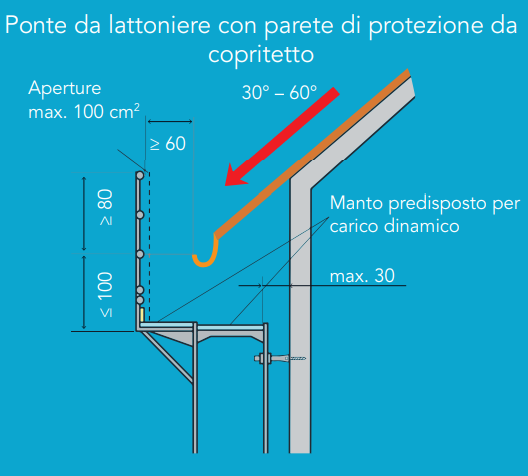 Ponte da lattoniere con parete di protezione da
copritetto
Aperture
max. 100 cm²
30° – 60°
≥ 60
≥ 80
Manto predisposto per
carico dinamico
max. 30
≤ 100